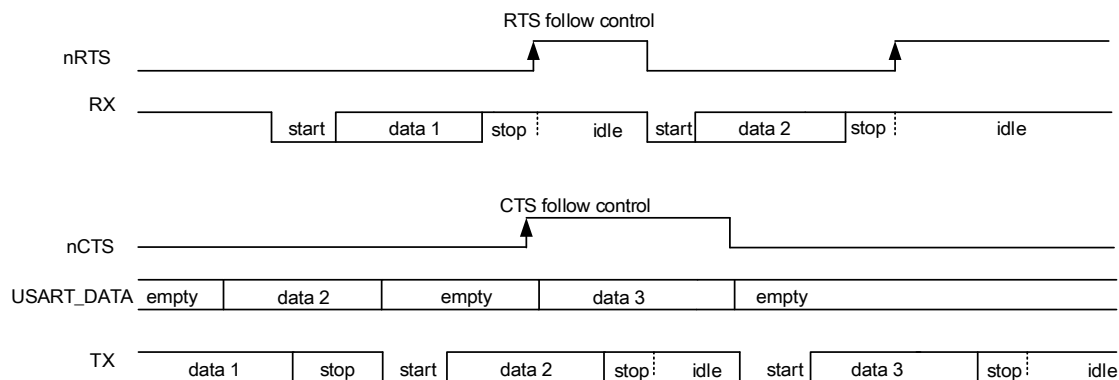 RTS follow control
nRTS
RX
start data 1 stop idle start data 2 stop idle
CTS follow control
nCTS
USART_DATA empty data 2 empty data 3 empty
TX
data 1 stop start data 2 stop idle start data 3 stop idle